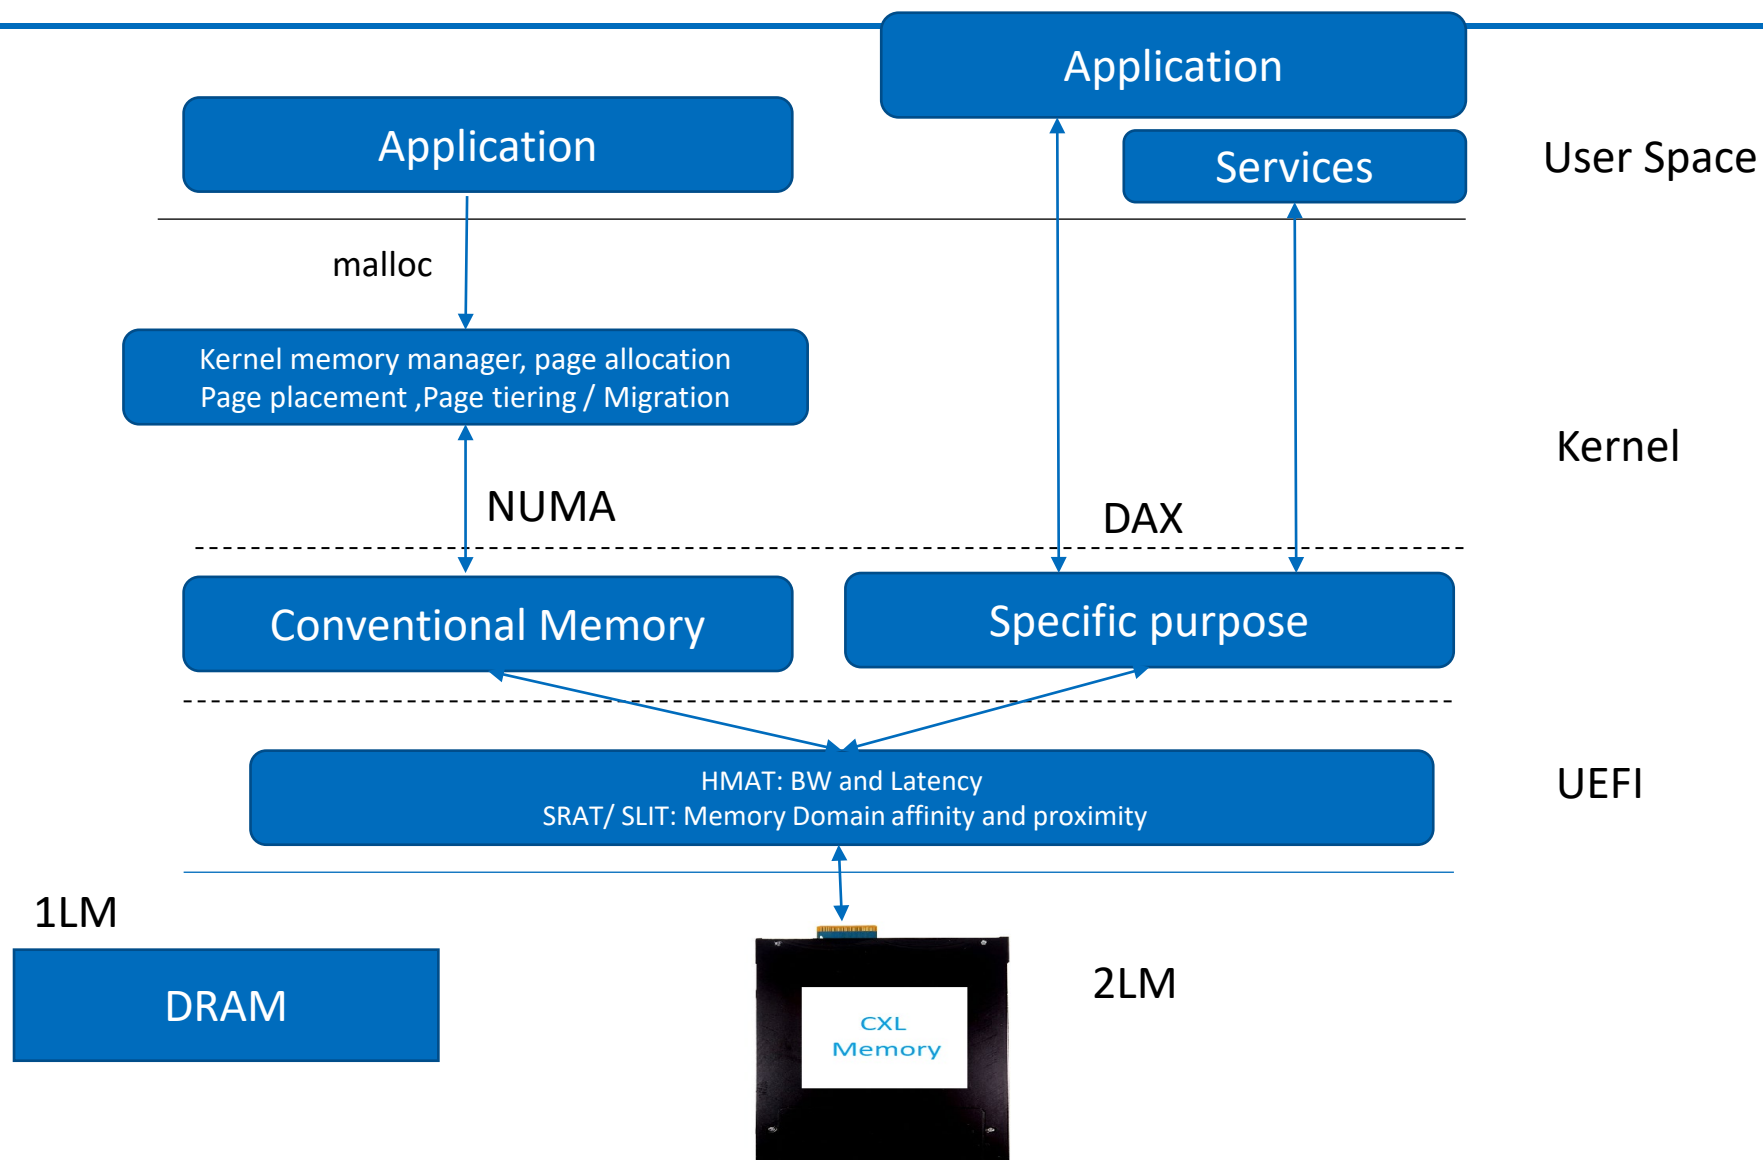 Application
Application
Services
User Space
malloc
Kernel memory manager, page allocation
Page placement ,Page tiering / Migration
Kernel
NUMA
DAX
Conventional Memory
Specific purpose
HMAT: BW and Latency
SRAT/ SLIT: Memory Domain affinity and proximity
UEFI
1LM
DRAM
CXL
Memory
2LM